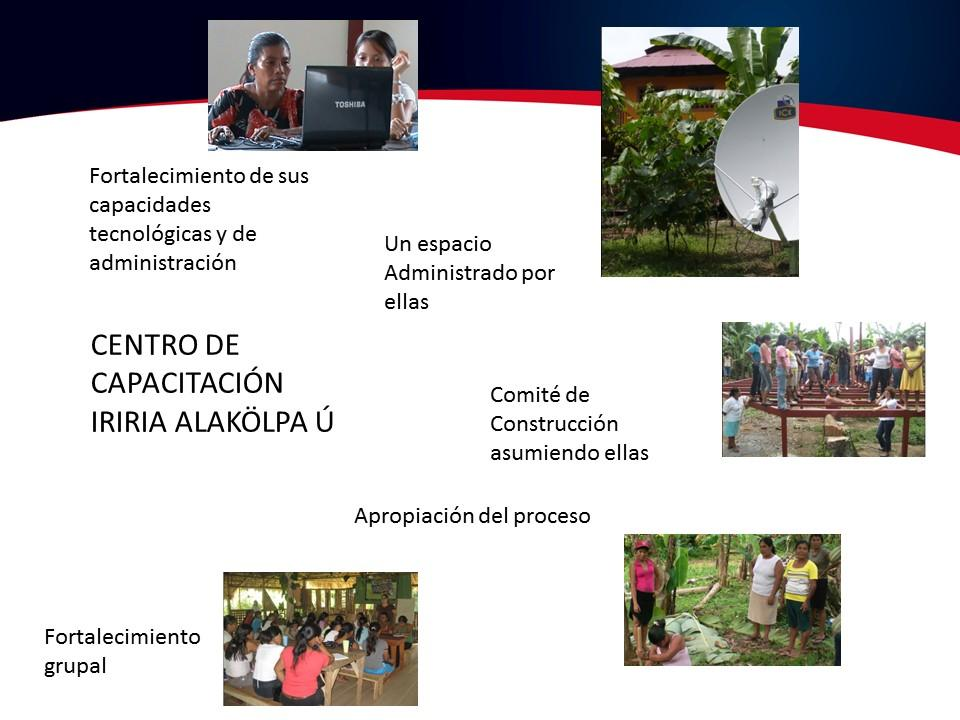 TOSHIBA
ICE
Fortalecimiento de sus
capacidades
tecnológicas y de
administración
Un espacio
Administrado por
ellas
CENTRO DE
CAPACITACIÓN
IRIRIA ALAKÖLPA Ú
Comité de
Construcción
asumiendo ellas
Apropiación del proceso
Fortalecimiento
grupal